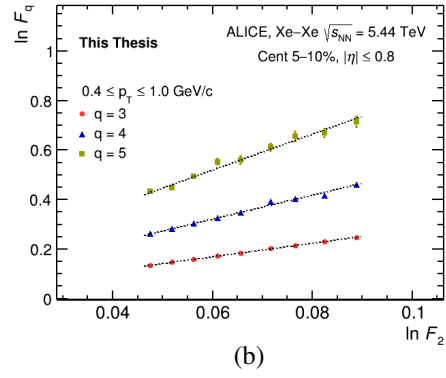 ln F_q
This Thesis
ALICE, Xe–Xe √s_NN = 5.44 TeV
Cent 5–10%, |η| ≤ 0.8
0.4 ≤ p_T ≤ 1.0 GeV/c
q = 3
q = 4
q = 5
1
0.8
0.6
0.4
0.2
0
0.04 0.06 0.08 0.1
ln F_2
(b)